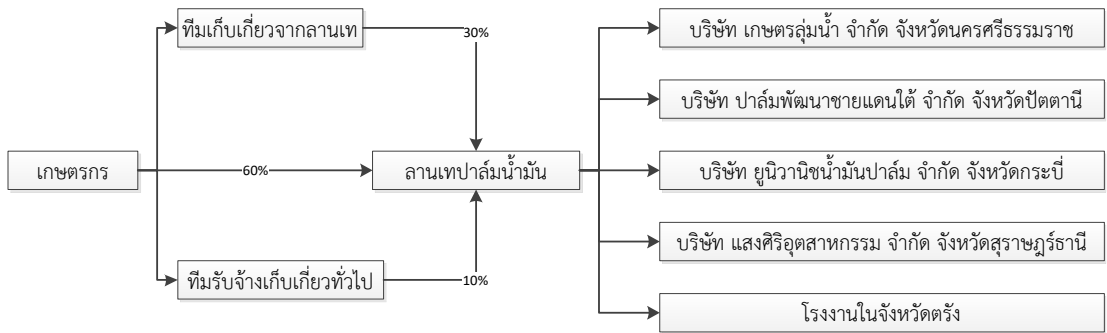 ทีมเก็บเกี่ยวจากลานเท
30%
บริษัท เกษตรลุ่มน้ำ จำกัด จังหวัดนครศรีธรรมราช
บริษัท ปาล์มพัฒนาชายแดนใต้ จำกัด จังหวัดปัตตานี
เกษตรกร
60%
ลานเทปาล์มน้ำมัน
บริษัท ยูนิวานิชน้ำมันปาล์ม จำกัด จังหวัดกระบี่
บริษัท แสงศิริอุตสาหกรรม จำกัด จังหวัดสุราษฎร์ธานี
ทีมรับจ้างเก็บเกี่ยวทั่วไป
10%
โรงงานในจังหวัดตรัง